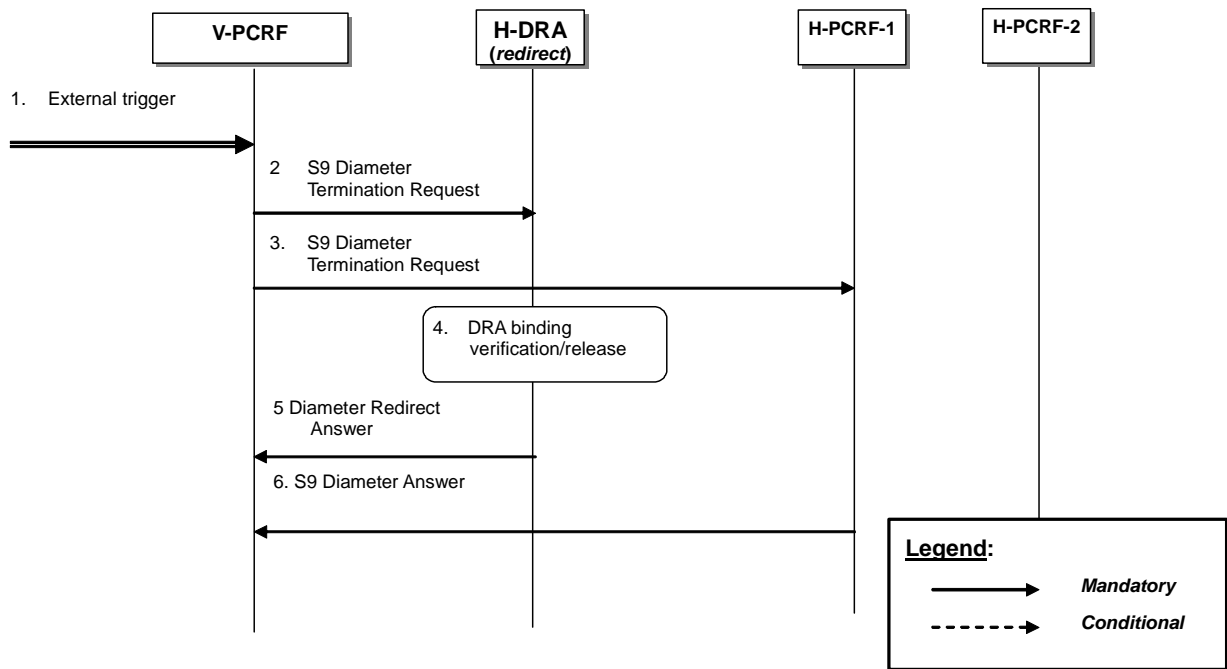 V-PCRF
H-DRA
(redirect)
H-PCRF-1
H-PCRF-2
1. External trigger
2 S9 Diameter
Termination Request
3. S9 Diameter
Termination Request
4. DRA binding
verification/release
5 Diameter Redirect
Answer
6. S9 Diameter Answer
Legend:
Mandatory
Conditional